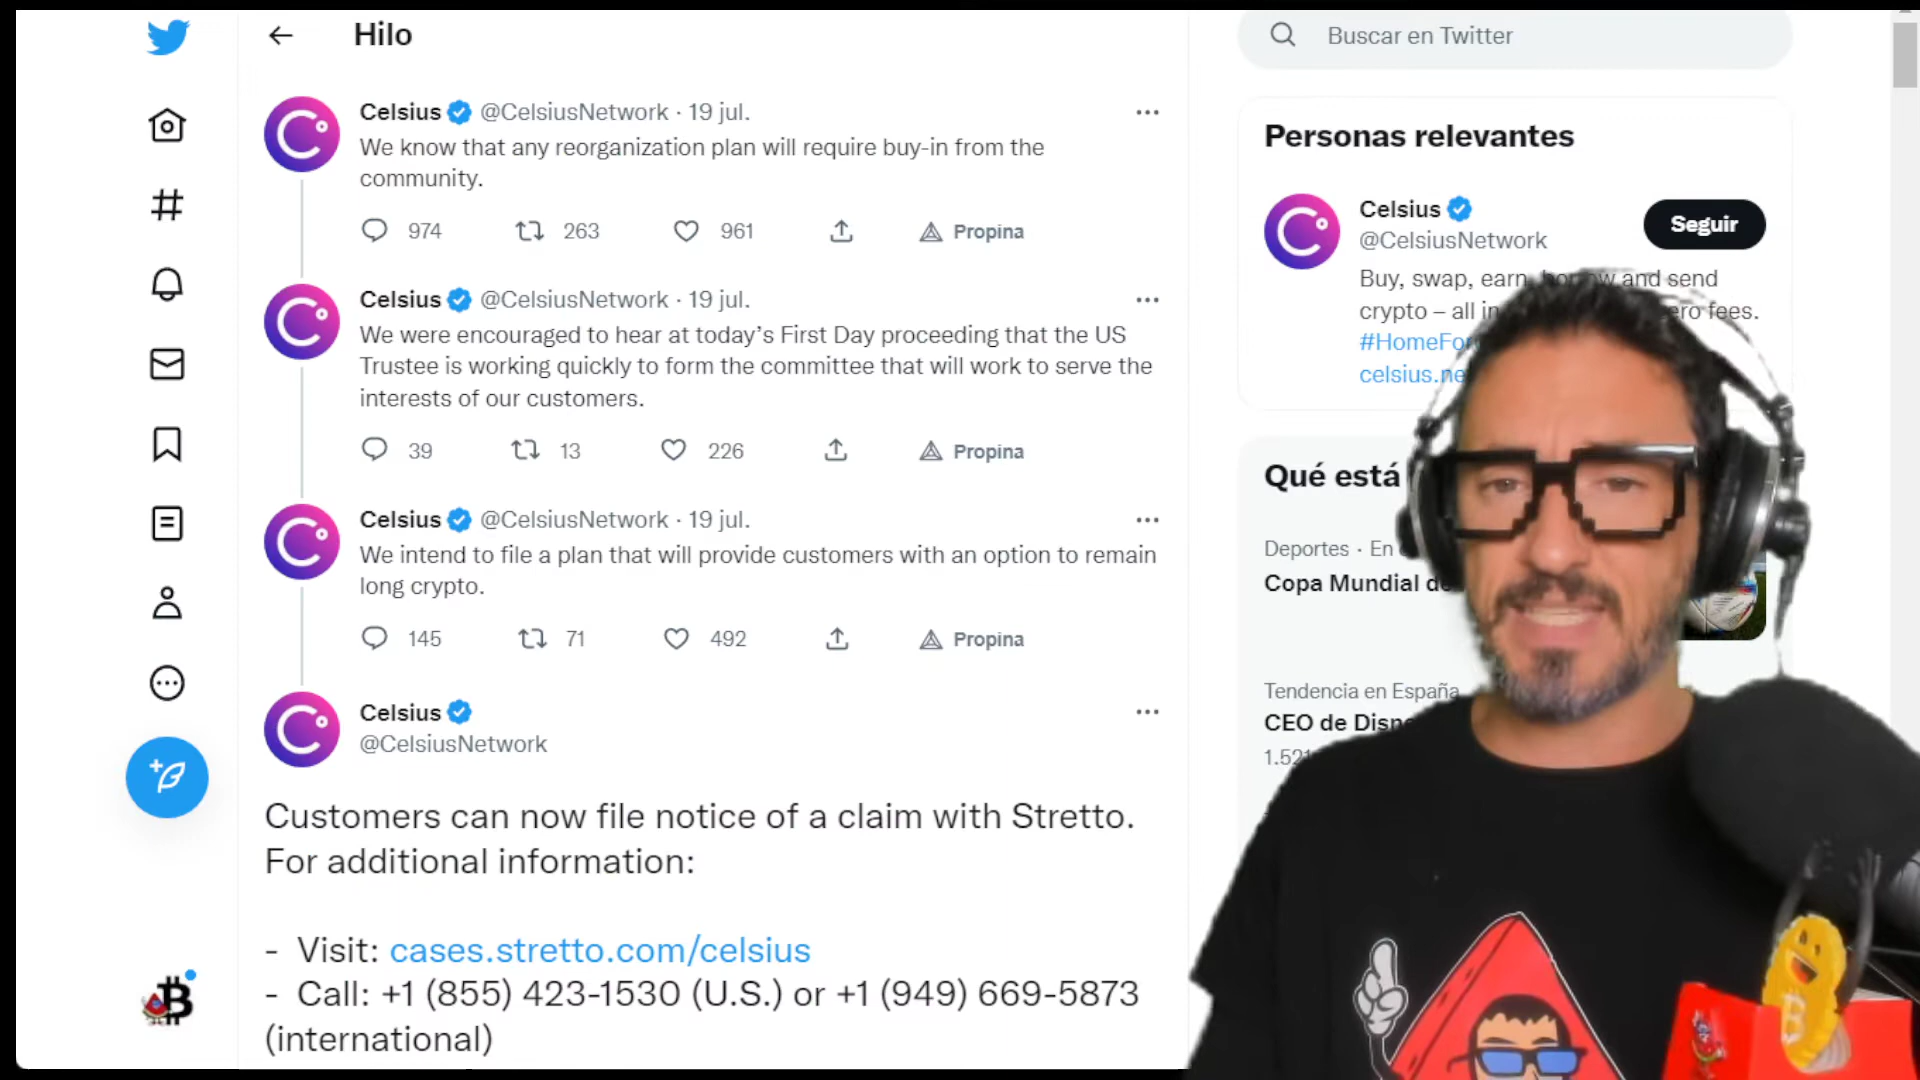 Hilo
Celsius @CelsiusNetwork · 19 jul.
We know that any reorganization plan will require buy-in from the
community.
974 263 961 Propina
Celsius @CelsiusNetwork · 19 jul.
We were encouraged to hear at today’s First Day proceeding that the US
Trustee is working quickly to form the committee that will work to serve the
interests of our customers.
39 13 226 Propina
Celsius @CelsiusNetwork · 19 jul.
We intend to file a plan that will provide customers with an option to remain
long crypto.
145 71 492 Propina
Celsius
@CelsiusNetwork
Customers can now file notice of a claim with Stretto.
For additional information:
- Visit: cases.stretto.com/celsius
- Call: +1 (855) 423-1530 (U.S.) or +1 (949) 669-5873
(international)
Buscar en Twitter
Personas relevantes
Celsius
@CelsiusNetwork
Seguir
Buy, swap, earn, borrow and send
crypto – all in zero fees.
Qué está
Deportes · En
Copa Mundial de
Tendencia en España
CEO de